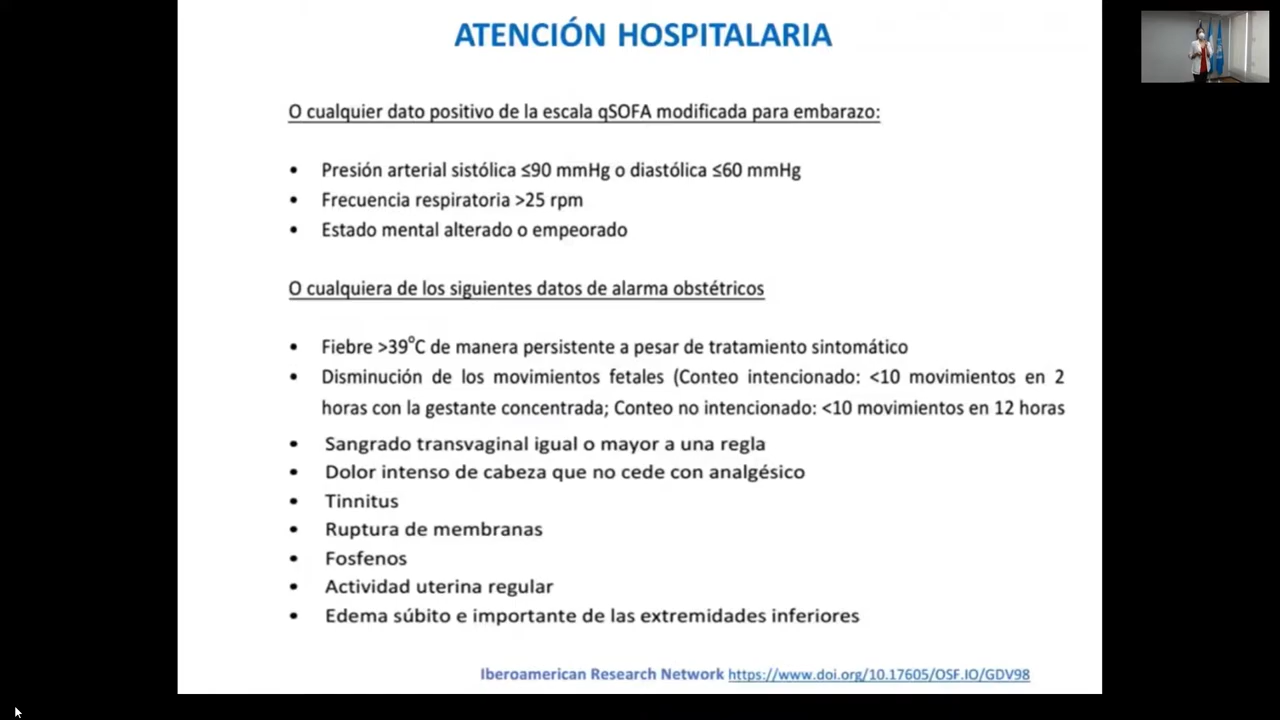 ATENCIÓN HOSPITALARIA
O cualquier dato positivo de la escala qSOFA modificada para embarazo:
• Presión arterial sistólica ≤90 mmHg o diastólica ≤60 mmHg
• Frecuencia respiratoria >25 rpm
• Estado mental alterado o empeorado
O cualquiera de los siguientes datos de alarma obstétricos
• Fiebre >39°C de manera persistente a pesar de tratamiento sintomático
• Disminución de los movimientos fetales (Conteo intencionado: <10 movimientos en 2
horas con la gestante concentrada; Conteo no intencionado: <10 movimientos en 12 horas
• Sangrado transvaginal igual o mayor a una regla
• Dolor intenso de cabeza que no cede con analgésico
• Tinnitus
• Ruptura de membranas
• Fosfenos
• Actividad uterina regular
• Edema súbito e importante de las extremidades inferiores
Iberoamerican Research Network https://www.doi.org/10.17605/OSF.IO/GDV98